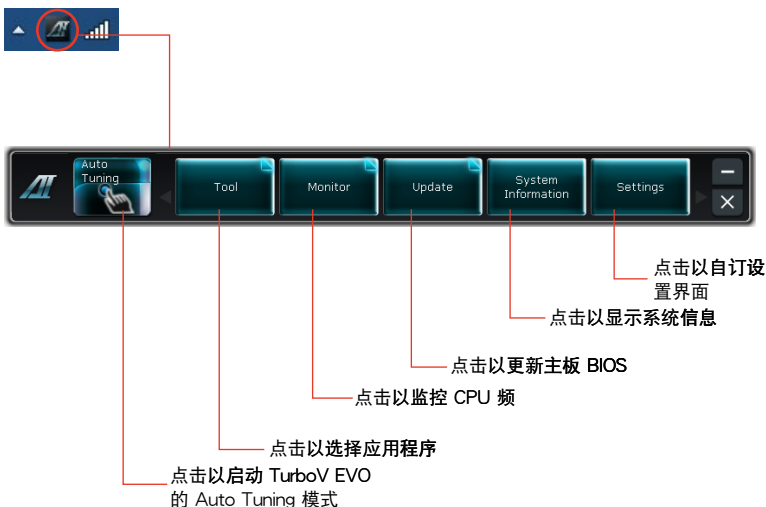 Auto
Tuning
Tool
Monitor
Update
System
Information
Settings
点击以自订设
置界面
点击以显示系统信息
点击以更新主板 BIOS
点击以监控 CPU 频
点击以选择应用程序
点击以启动 TurboV EVO
的 Auto Tuning 模式